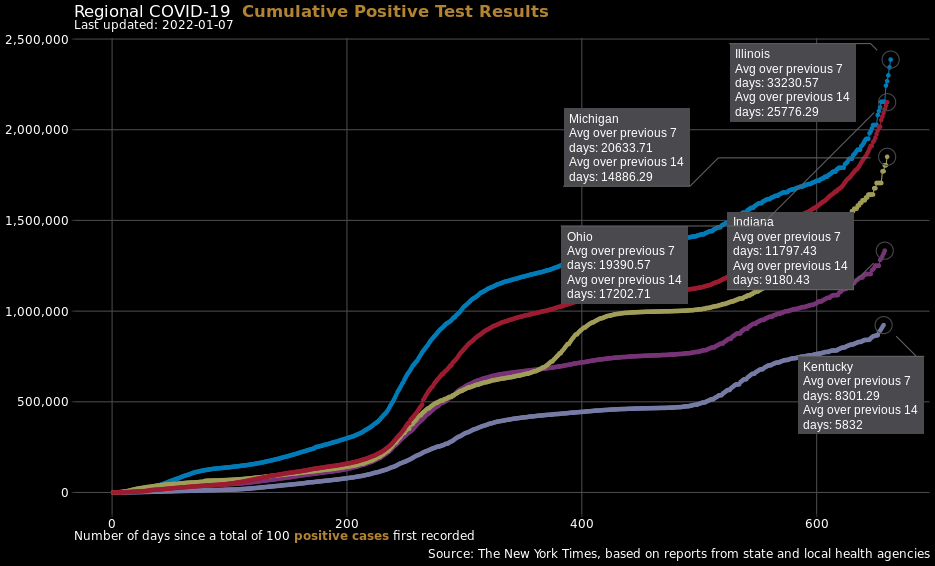 Regional COVID-19 Cumulative Positive Test Results
Last updated: 2022-01-07
2,500,000
2,000,000
1,500,000
1,000,000
500,000
0
Illinois
Avg over previous 7
days: 33230.57
Avg over previous 14
days: 25776.29
Michigan
Avg over previous 7
days: 20633.71
Avg over previous 14
days: 14886.29
Indiana
Avg over previous 7
days: 11797.43
Avg over previous 14
days: 9180.43
Ohio
Avg over previous 7
days: 19390.57
Avg over previous 14
days: 17202.71
Kentucky
Avg over previous 7
days: 8301.29
Avg over previous 14
days: 5832
0
200
400
600
Number of days since a total of 100 positive cases first recorded
Source: The New York Times, based on reports from state and local health agencies